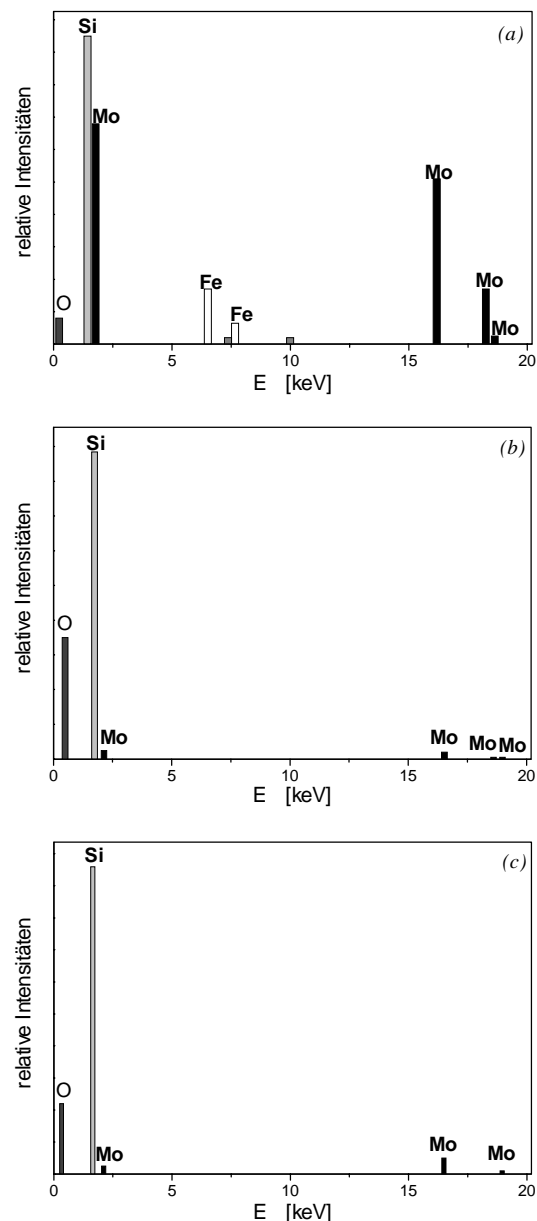 (a)
Si
Mo
Mo
Fe
Mo
O
Fe
Mo
relative Intensitäten
0 5 10 15 20
E [keV]
(b)
Si
O
Mo
Mo
Mo
Mo
relative Intensitäten
0 5 10 15 20
E [keV]
(c)
Si
O
Mo
Mo
Mo
relative Intensitäten
0 5 10 15 20
E [keV]